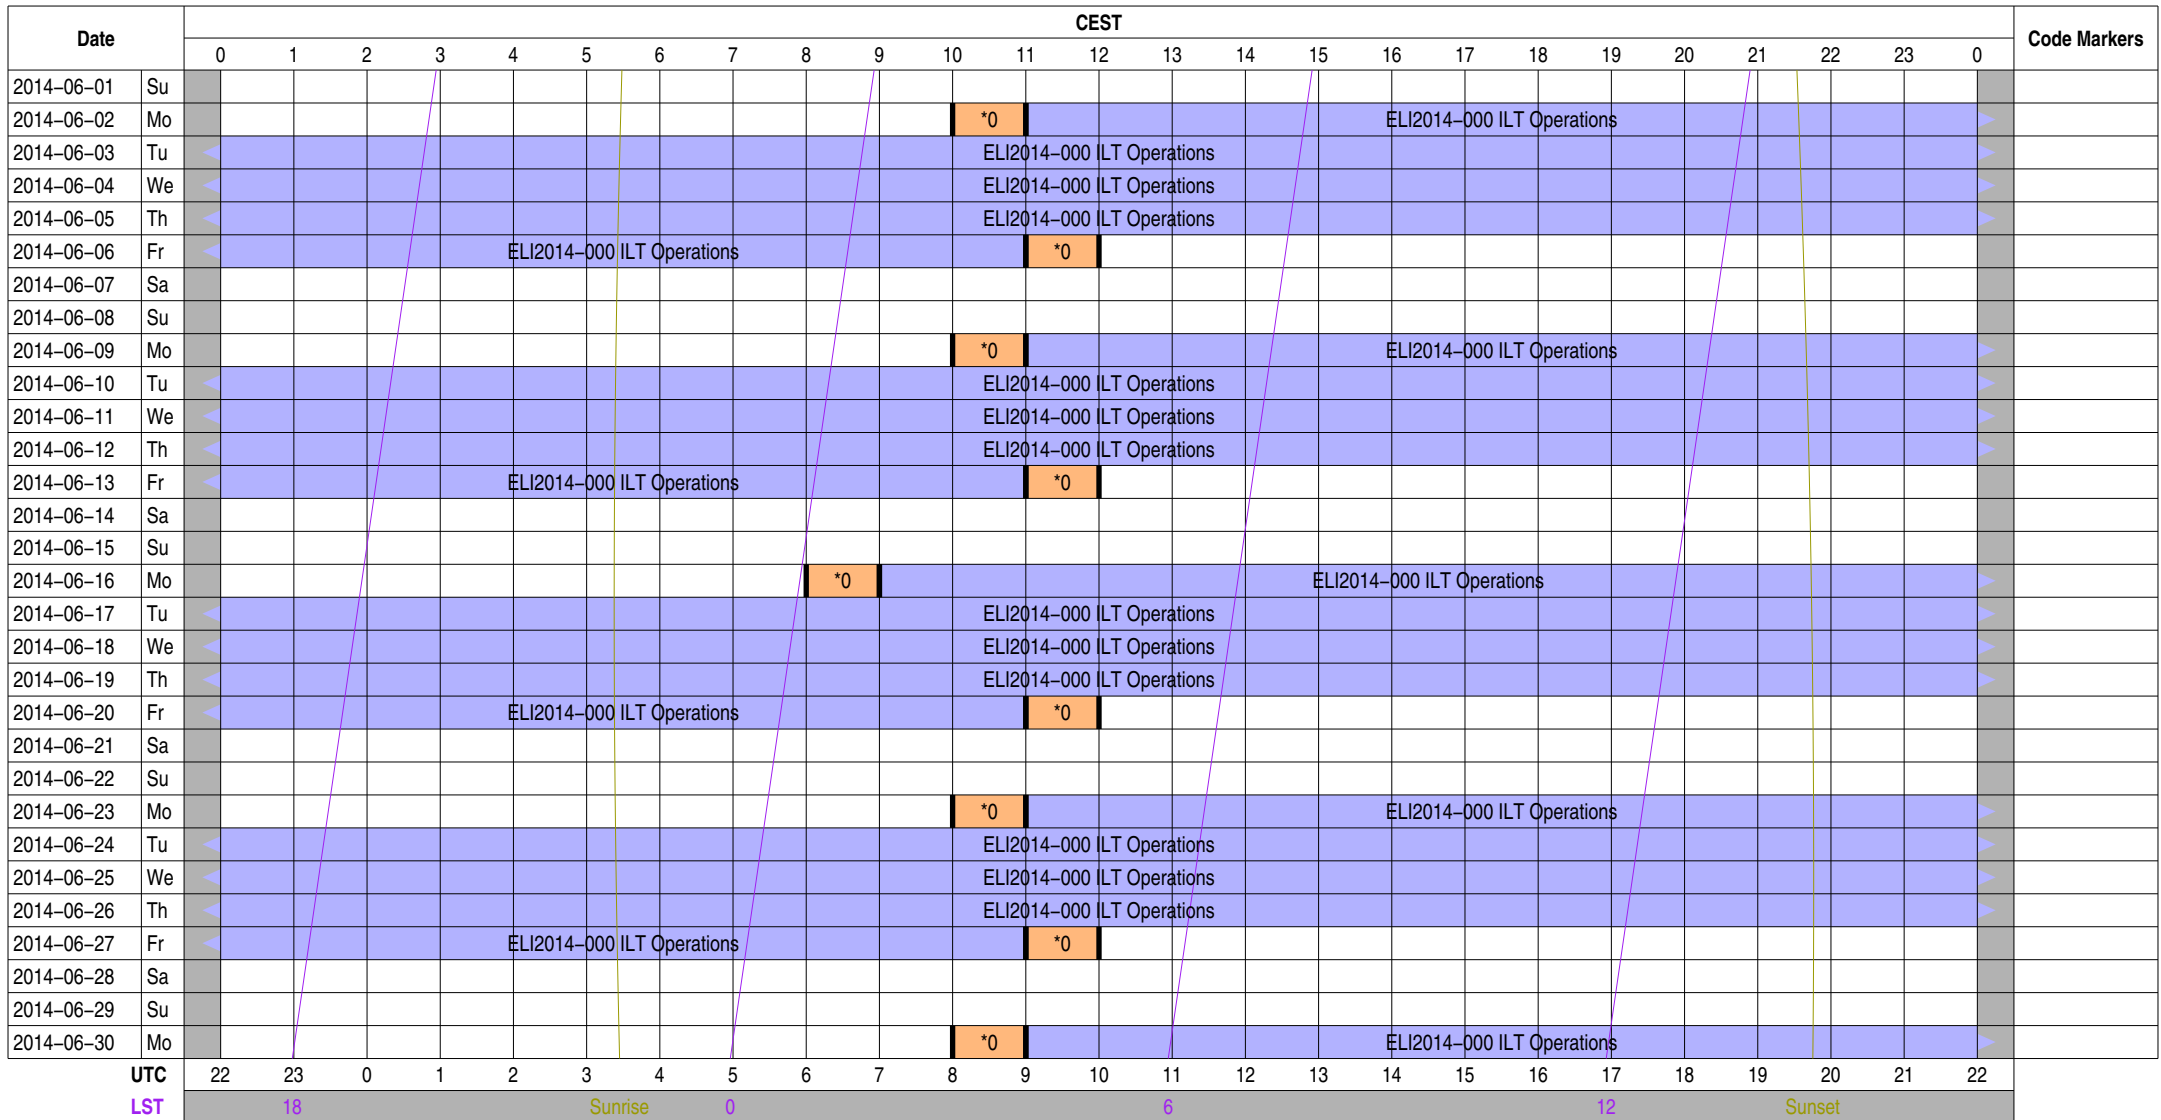 CEST
Date
Code Markers
0 1 2 3 4 5 6 7 8 9 10 11 12 13 14 15 16 17 18 19 20 21 22 23 0
2014−06−01 Su
2014−06−02 Mo *0 ELI2014−000 ILT Operations
2014−06−03 Tu ELI2014−000 ILT Operations
2014−06−04 We ELI2014−000 ILT Operations
2014−06−05 Th ELI2014−000 ILT Operations
2014−06−06 Fr ELI2014−000 ILT Operations *0
2014−06−07 Sa
2014−06−08 Su
2014−06−09 Mo *0 ELI2014−000 ILT Operations
2014−06−10 Tu ELI2014−000 ILT Operations
2014−06−11 We ELI2014−000 ILT Operations
2014−06−12 Th ELI2014−000 ILT Operations
2014−06−13 Fr ELI2014−000 ILT Operations *0
2014−06−14 Sa
2014−06−15 Su
2014−06−16 Mo *0 ELI2014−000 ILT Operations
2014−06−17 Tu ELI2014−000 ILT Operations
2014−06−18 We ELI2014−000 ILT Operations
2014−06−19 Th ELI2014−000 ILT Operations
2014−06−20 Fr ELI2014−000 ILT Operations *0
2014−06−21 Sa
2014−06−22 Su
2014−06−23 Mo *0 ELI2014−000 ILT Operations
2014−06−24 Tu ELI2014−000 ILT Operations
2014−06−25 We ELI2014−000 ILT Operations
2014−06−26 Th ELI2014−000 ILT Operations
2014−06−27 Fr ELI2014−000 ILT Operations *0
2014−06−28 Sa
2014−06−29 Su
2014−06−30 Mo *0 ELI2014−000 ILT Operations
UTC 22 23 0 1 2 3 4 5 6 7 8 9 10 11 12 13 14 15 16 17 18 19 20 21 22
LST 18 Sunrise 0 6 12 Sunset